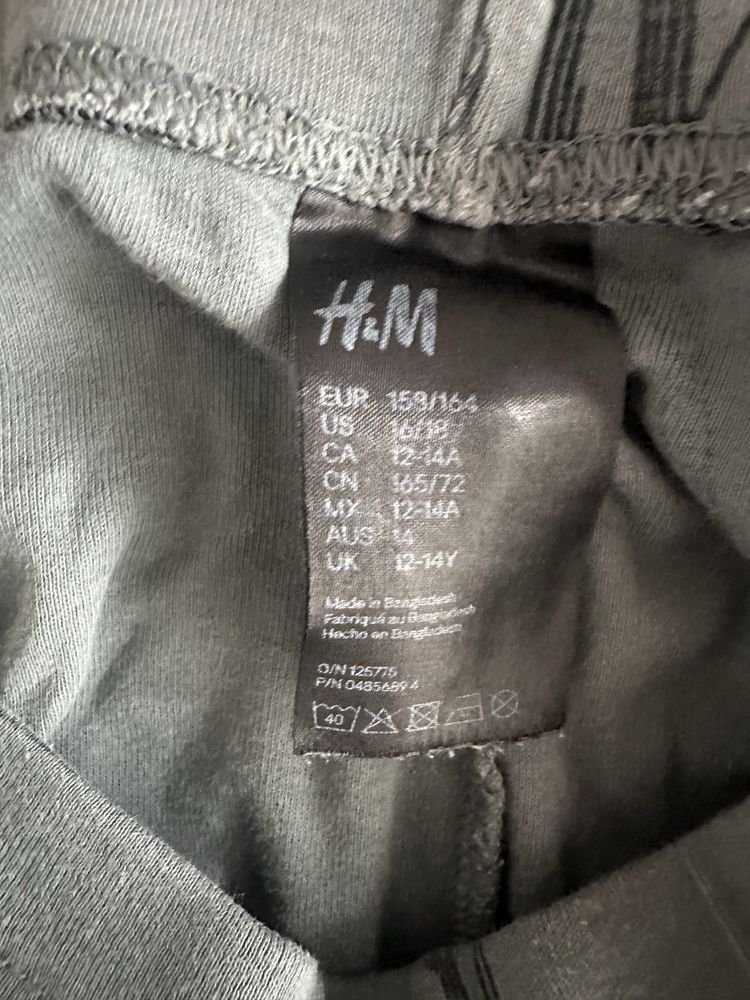 H&M
EUR 158/164
US 16/18
CA 12-14A
CN 165/72
MX 12-14A
AUS 14
UK 12-14Y
Made in Bangladesh
Fabriqué au Bangladesh
Hecho en Bangladesh
O/N 125775
P/N 0485689 4
40